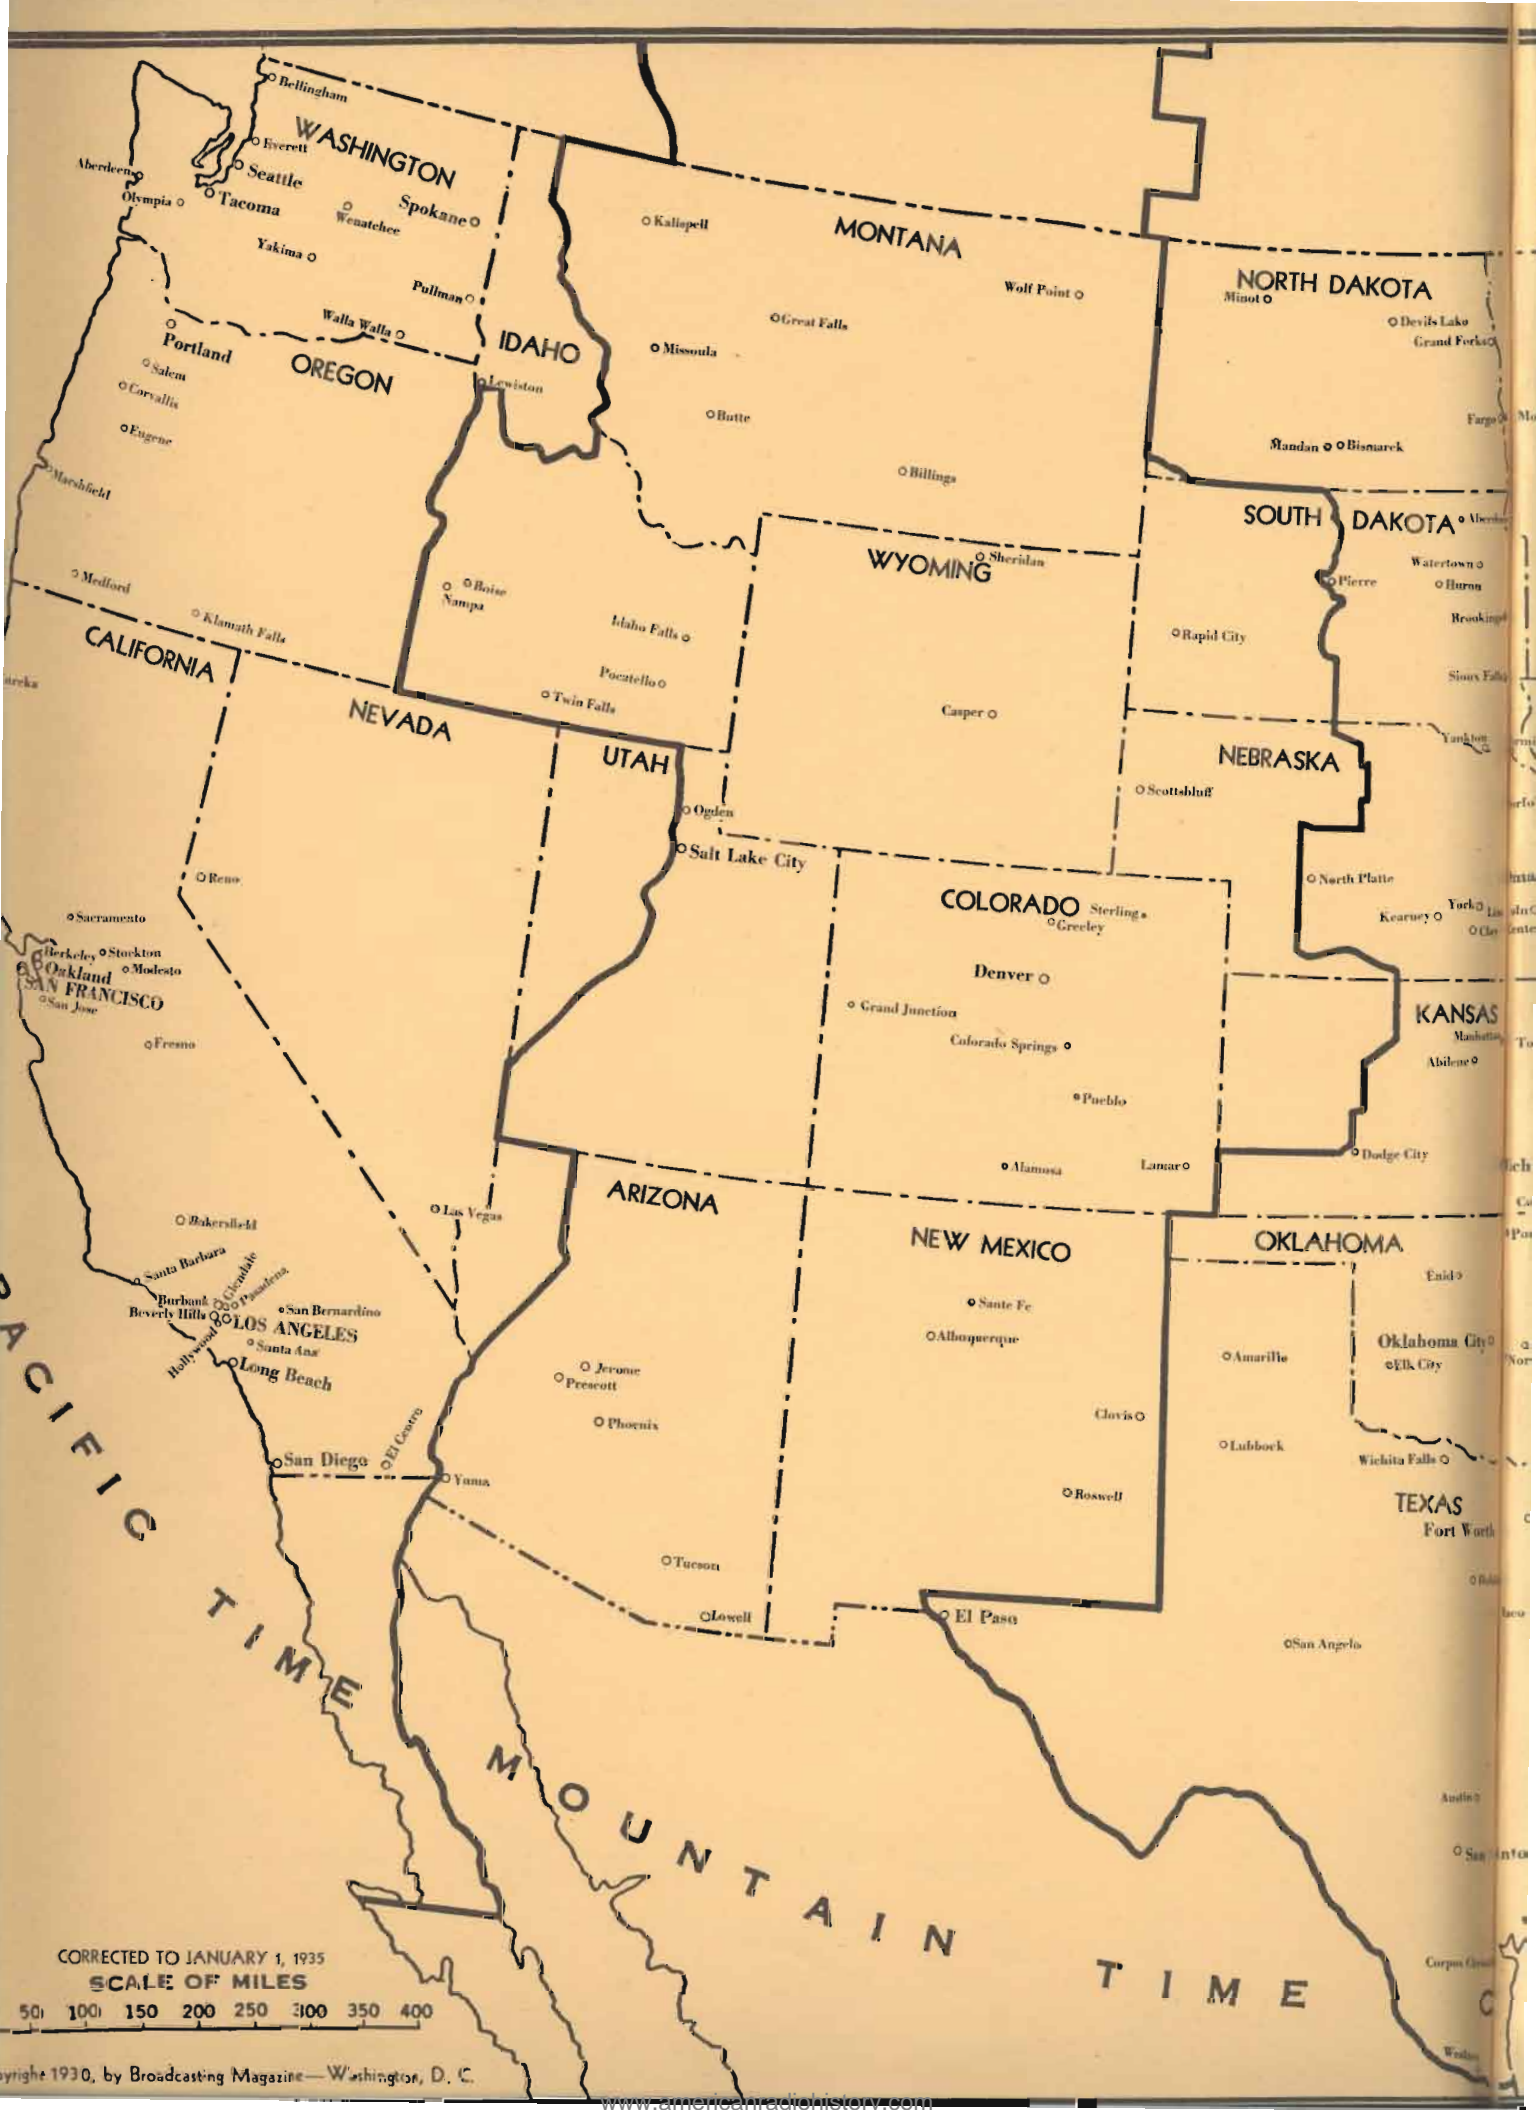 Bellingham
WASHINGTON
Everett
Seattle
Aberdeen
Olympia
Tacoma
Wenatchee
Spokane
Yakima
Pullman
Walla Walla
Kalispell
MONTANA
Wolf Point
NORTH DAKOTA
Minot
Devils Lake
Grand Forks
Great Falls
Missoula
Portland
OREGON
IDAHO
Salem
Lewiston
Corvallis
Butte
Fargo
Eugene
Mandan
Bismarck
Billings
Marshfield
SOUTH DAKOTA
WYOMING
Sheridan
Watertown
Pierre
Huron
Medford
Boise
Nampa
Klamath Falls
Idaho Falls
Rapid City
CALIFORNIA
Pocatello
Twin Falls
Casper
NEVADA
Yankton
UTAH
NEBRASKA
Scottsbluff
Ogden
Salt Lake City
Reno
North Platte
COLORADO
Sterling
Greeley
York
Kearney
Sacramento
Berkeley
Stockton
Oakland
Modesto
SAN FRANCISCO
San Jose
Denver
Grand Junction
KANSAS
Fresno
Colorado Springs
Abilene
Pueblo
Dodge City
Alamosa
Lamar
ARIZONA
Las Vegas
Bakersfield
NEW MEXICO
OKLAHOMA
Santa Barbara
Glendale
Pasadena
Enid
Burbank
Beverly Hills
San Bernardino
Hollywood
LOS ANGELES
Santa Ana
Long Beach
Sante Fe
Albuquerque
Oklahoma City
Elk City
Amarillo
Jerome
Prescott
Phoenix
Clovis
El Centro
Lubbock
San Diego
Yuma
Wichita Falls
Roswell
TEXAS
Fort Worth
Tucson
Lowell
El Paso
San Angelo
PACIFIC TIME
MOUNTAIN TIME
Austin
CORRECTED TO JANUARY 1, 1935
SCALE OF MILES
50 100 150 200 250 300 350 400
1930, by Broadcasting Magazine—Washington, D. C.
www.americanradiohistory.com